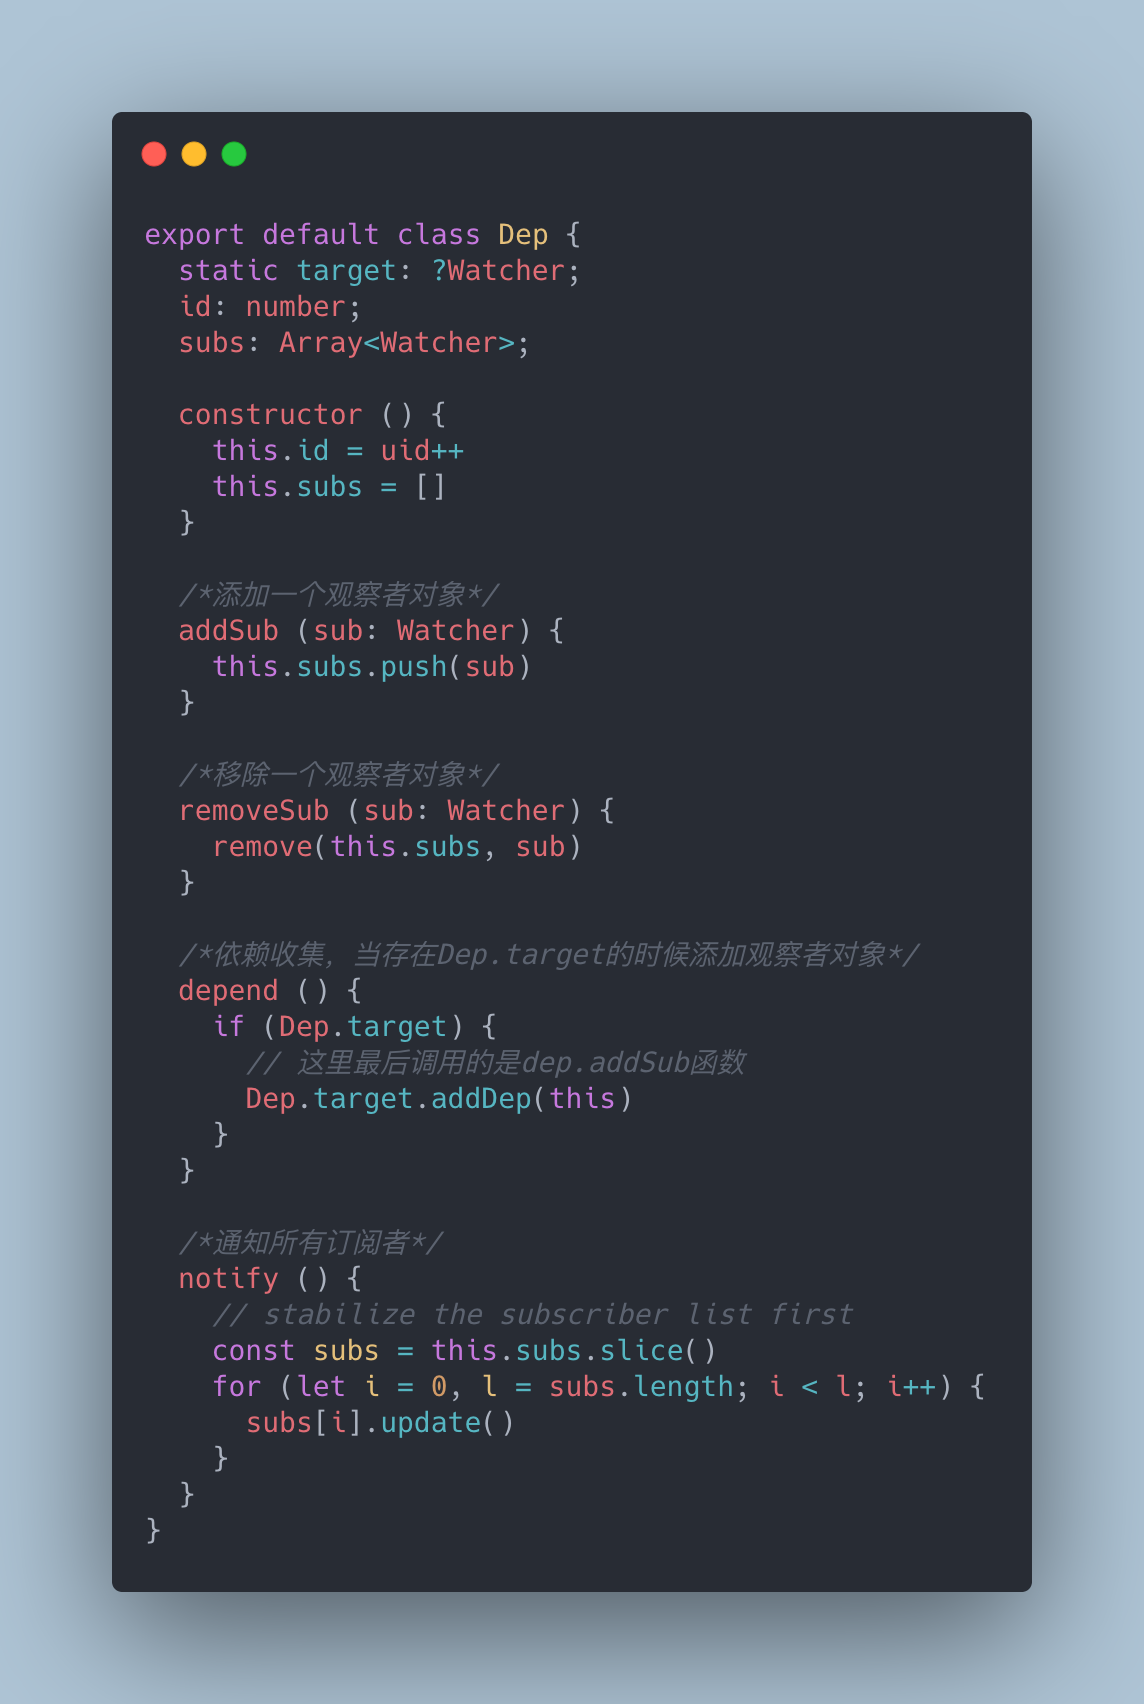 export default class Dep {
  static target: ?Watcher;
  id: number;
  subs: Array<Watcher>;

  constructor () {
    this.id = uid++
    this.subs = []
  }

  /*添加一个观察者对象*/
  addSub (sub: Watcher) {
    this.subs.push(sub)
  }

  /*移除一个观察者对象*/
  removeSub (sub: Watcher) {
    remove(this.subs, sub)
  }

  /*依赖收集，当存在Dep.target的时候添加观察者对象*/
  depend () {
    if (Dep.target) {
      // 这里最后调用的是dep.addSub函数
      Dep.target.addDep(this)
    }
  }

  /*通知所有订阅者*/
  notify () {
    // stabilize the subscriber list first
    const subs = this.subs.slice()
    for (let i = 0, l = subs.length; i < l; i++) {
      subs[i].update()
    }
  }
}